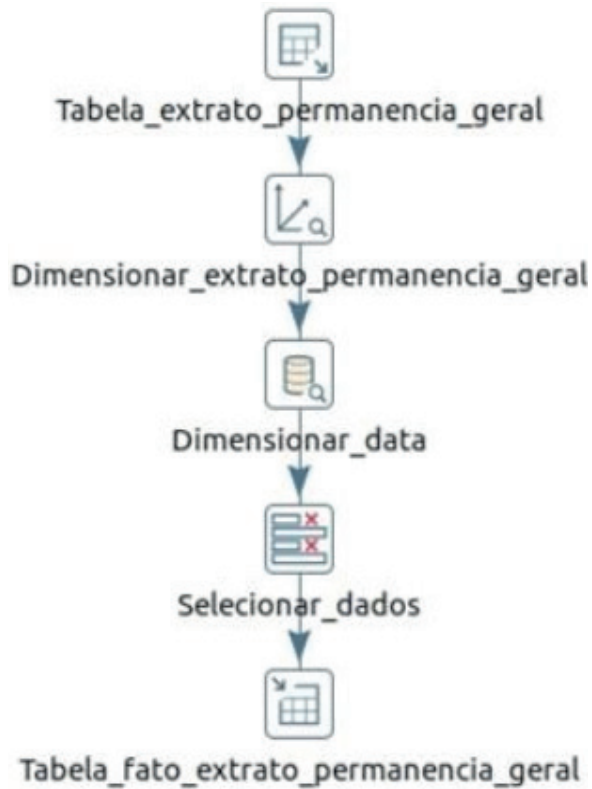 Tabela_extrato_permanencia_geral
Dimensionar_extrato_permanencia_geral
Dimensionar_data
Selecionar_dados
Tabela_fato_extrato_permanencia_geral